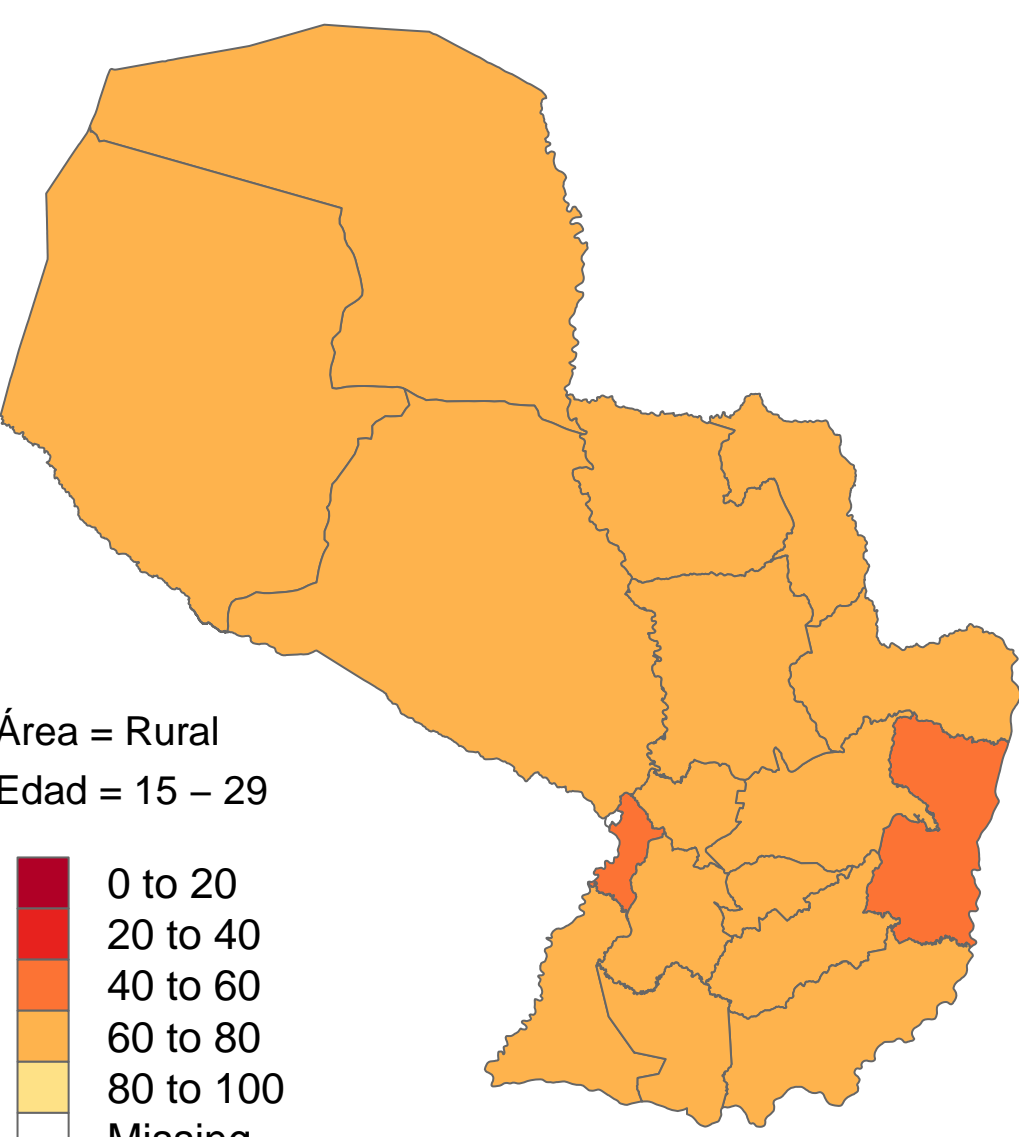 Área = Rural
Edad = 15 – 29
0 to 20
20 to 40
40 to 60
60 to 80
80 to 100
Missing